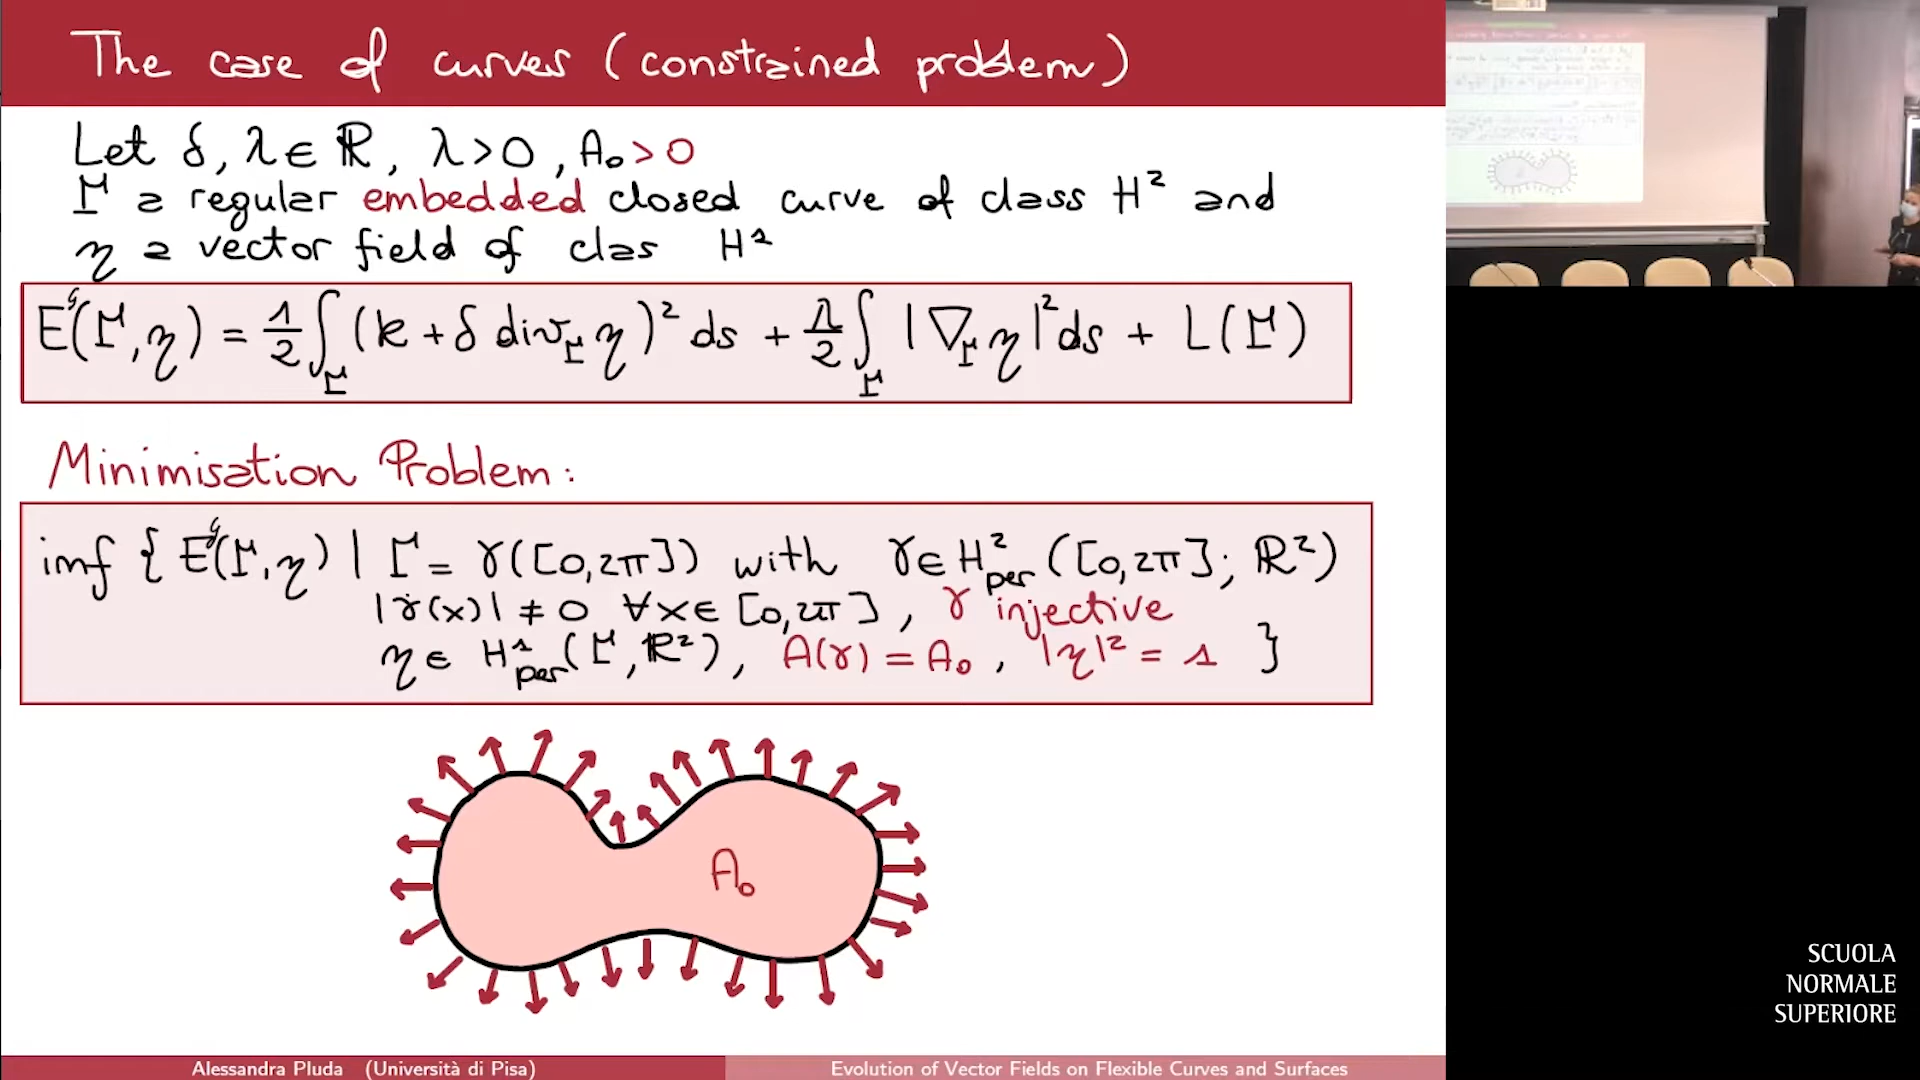 The case of curves (constrained problem)
Let δ, λ ∈ ℝ, λ > 0, A₀ > 0
Γ a regular embedded closed curve of class H² and
η a vector field of clas H¹
E^g(Γ, η) = 1/2 ∫_Γ (k + δ div_Γ η)² ds + λ/2 ∫_Γ |∇_Γ η|² ds + L(Γ)
Minimisation Problem:
inf { E^g(Γ, η) | Γ = γ([0,2π]) with γ ∈ H²_per([0,2π]; ℝ²)
|γ̇(x)| ≠ 0 ∀x ∈ [0,2π], γ injective
η ∈ H¹_per(Γ, ℝ²), A(γ) = A₀, |η|² = 1 }
A₀
SCUOLA
NORMALE
SUPERIORE
Alessandra Pluda (Università di Pisa)
Evolution of Vector Fields on Flexible Curves and Surfaces